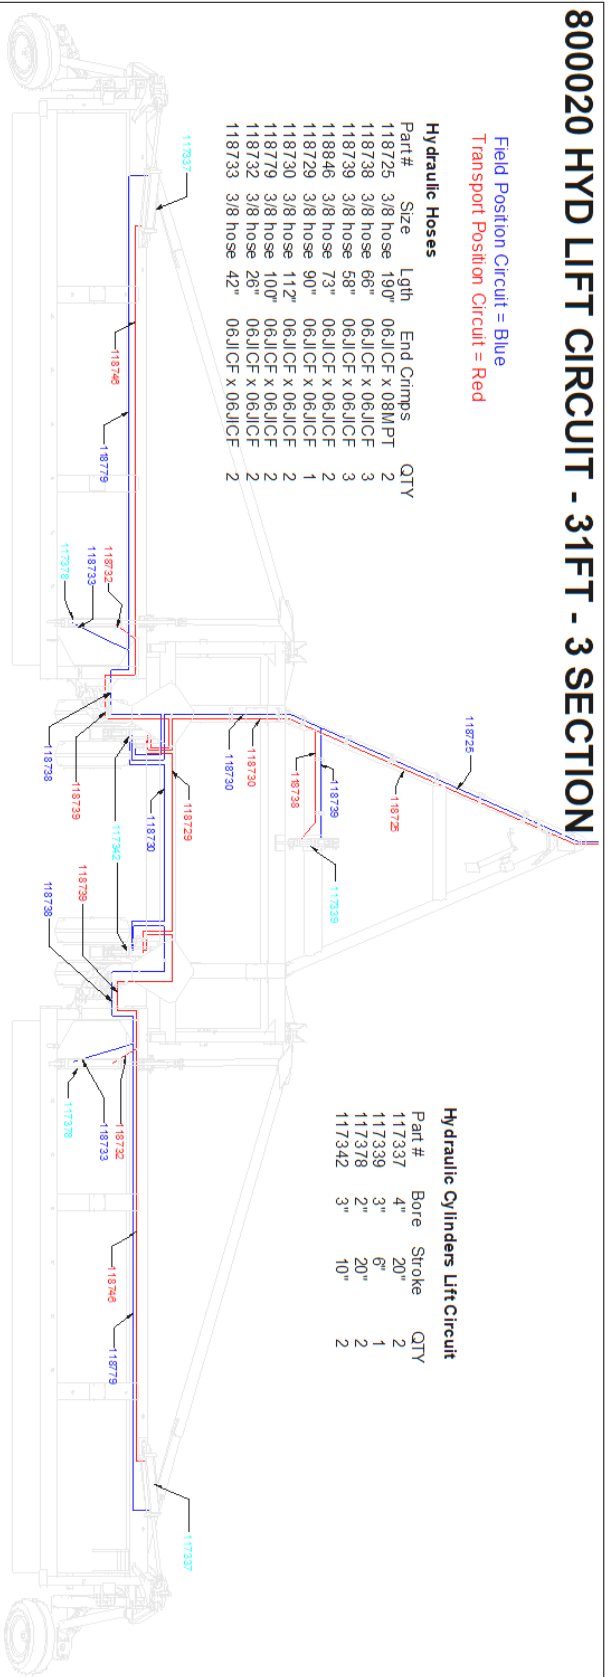 800020 HYD LIFT CIRCUIT - 31FT - 3 SECTION
Field Position Circuit = Blue
Transport Position Circuit = Red
Hydraulic Hoses
Part# Size Lgth End Crimps QTY
118725 3/8 hose 190" 06JICF x 08MPT 2
118738 3/8 hose 66" 06JICF x 06JICF 3
118739 3/8 hose 58" 06JICF x 06JICF 3
118846 3/8 hose 73" 06JICF x 06JICF 2
118729 3/8 hose 90" 06JICF x 06JICF 1
118730 3/8 hose 112" 06JICF x 06JICF 2
118779 3/8 hose 100" 06JICF x 06JICF 2
118732 3/8 hose 26" 06JICF x 06JICF 2
118733 3/8 hose 42" 06JICF x 06JICF 2
Hydraulic Cylinders Lift Circuit
Part # Bore Stroke QTY
117337 4" 20" 2
117339 3" 6" 1
117378 2" 20" 2
117342 3" 10" 2
118725
118725
118739
118738
117339
118730
118730
117337
118746
118779
118732
118733
117378
118738
118739
118729
118730
117342
118739
118738
118732
118733
117378
118746
118779
117337